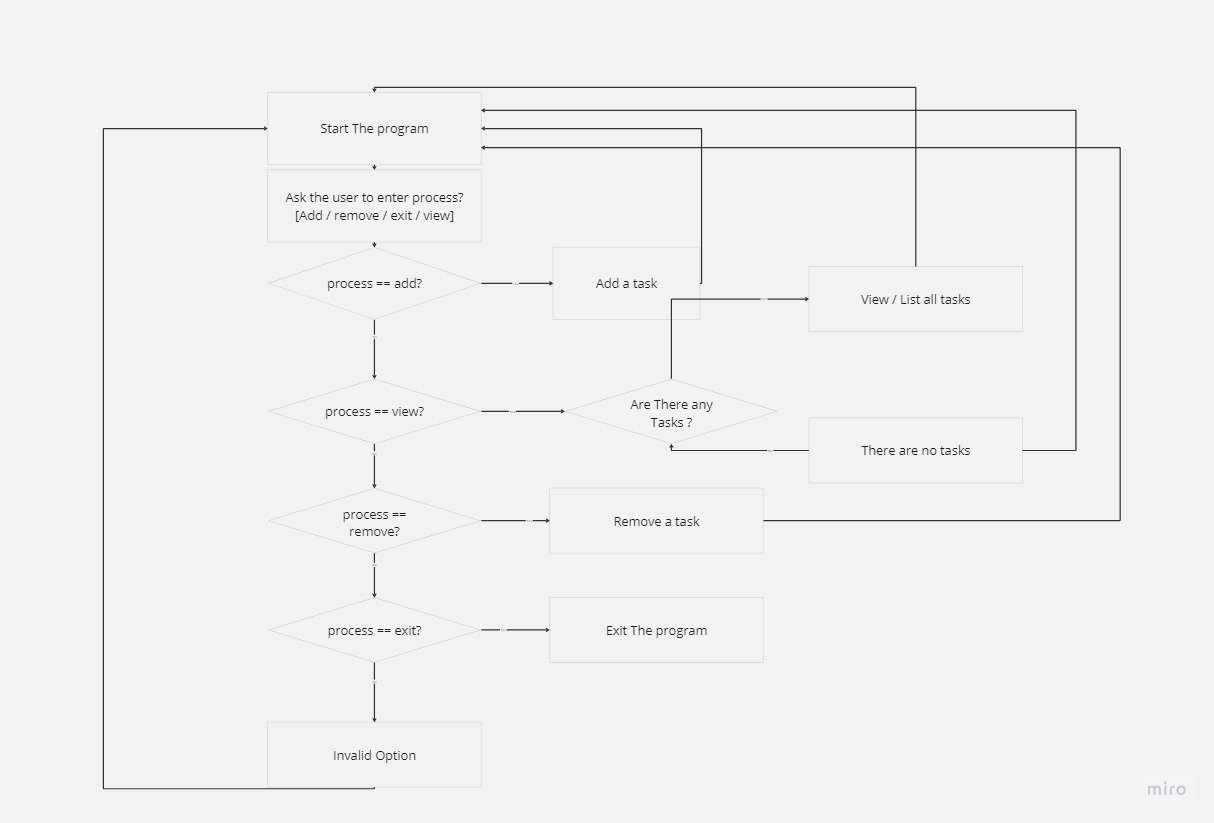 Start The program
Ask the user to enter process?
[Add / remove / exit / view]
process == add?
Add a task
View / List all tasks
process == view?
Are There any
Tasks ?
There are no tasks
process ==
remove?
Remove a task
process == exit?
Exit The program
Invalid Option
miro